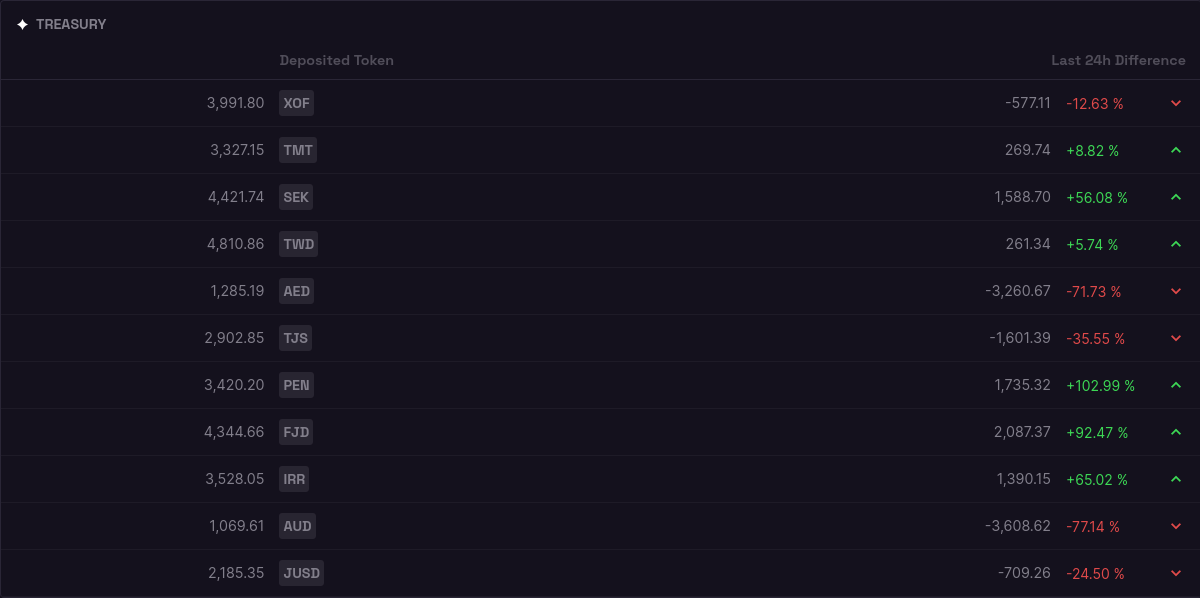 TREASURY
Deposited Token Last 24h Difference
3,991.80 XOF -577.11 -12.63 %
3,327.15 TMT 269.74 +8.82 %
4,421.74 SEK 1,588.70 +56.08 %
4,810.86 TWD 261.34 +5.74 %
1,285.19 AED -3,260.67 -71.73 %
2,902.85 TJS -1,601.39 -35.55 %
3,420.20 PEN 1,735.32 +102.99 %
4,344.66 FJD 2,087.37 +92.47 %
3,528.05 IRR 1,390.15 +65.02 %
1,069.61 AUD -3,608.62 -77.14 %
2,185.35 JUSD -709.26 -24.50 %